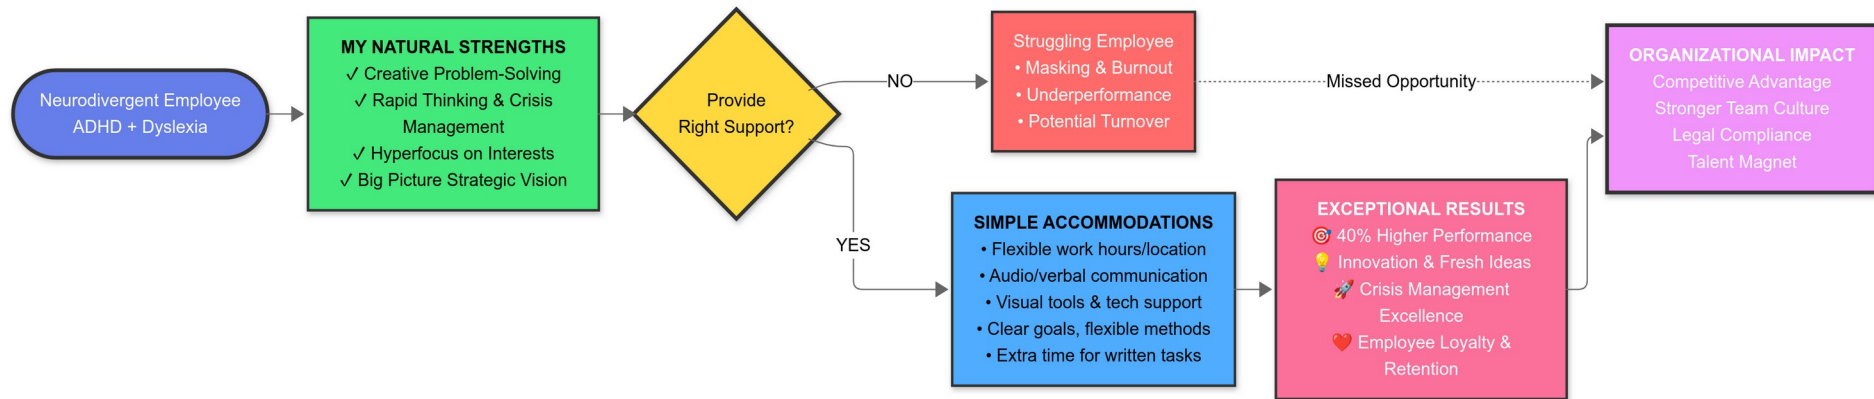 Neurodivergent Employee
ADHD + Dyslexia
MY NATURAL STRENGTHS
✓ Creative Problem-Solving
✓ Rapid Thinking & Crisis
Management
✓ Hyperfocus on Interests
✓ Big Picture Strategic Vision
Provide
Right Support?
NO
Struggling Employee
• Masking & Burnout
• Underperformance
• Potential Turnover
Missed Opportunity
YES
SIMPLE ACCOMMODATIONS
• Flexible work hours/location
• Audio/verbal communication
• Visual tools & tech support
• Clear goals, flexible methods
• Extra time for written tasks
EXCEPTIONAL RESULTS
🎯 40% Higher Performance
💡 Innovation & Fresh Ideas
🚀 Crisis Management
Excellence
❤️ Employee Loyalty &
Retention
ORGANIZATIONAL IMPACT
Competitive Advantage
Stronger Team Culture
Legal Compliance
Talent Magnet